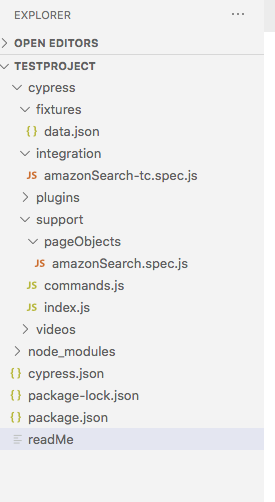 EXPLORER ...
OPEN EDITORS
TESTPROJECT
cypress
fixtures
{} data.json
integration
JS amazonSearch-tc.spec.js
plugins
support
pageObjects
JS amazonSearch.spec.js
JS commands.js
JS index.js
videos
node_modules
{} cypress.json
{} package-lock.json
{} package.json
readMe